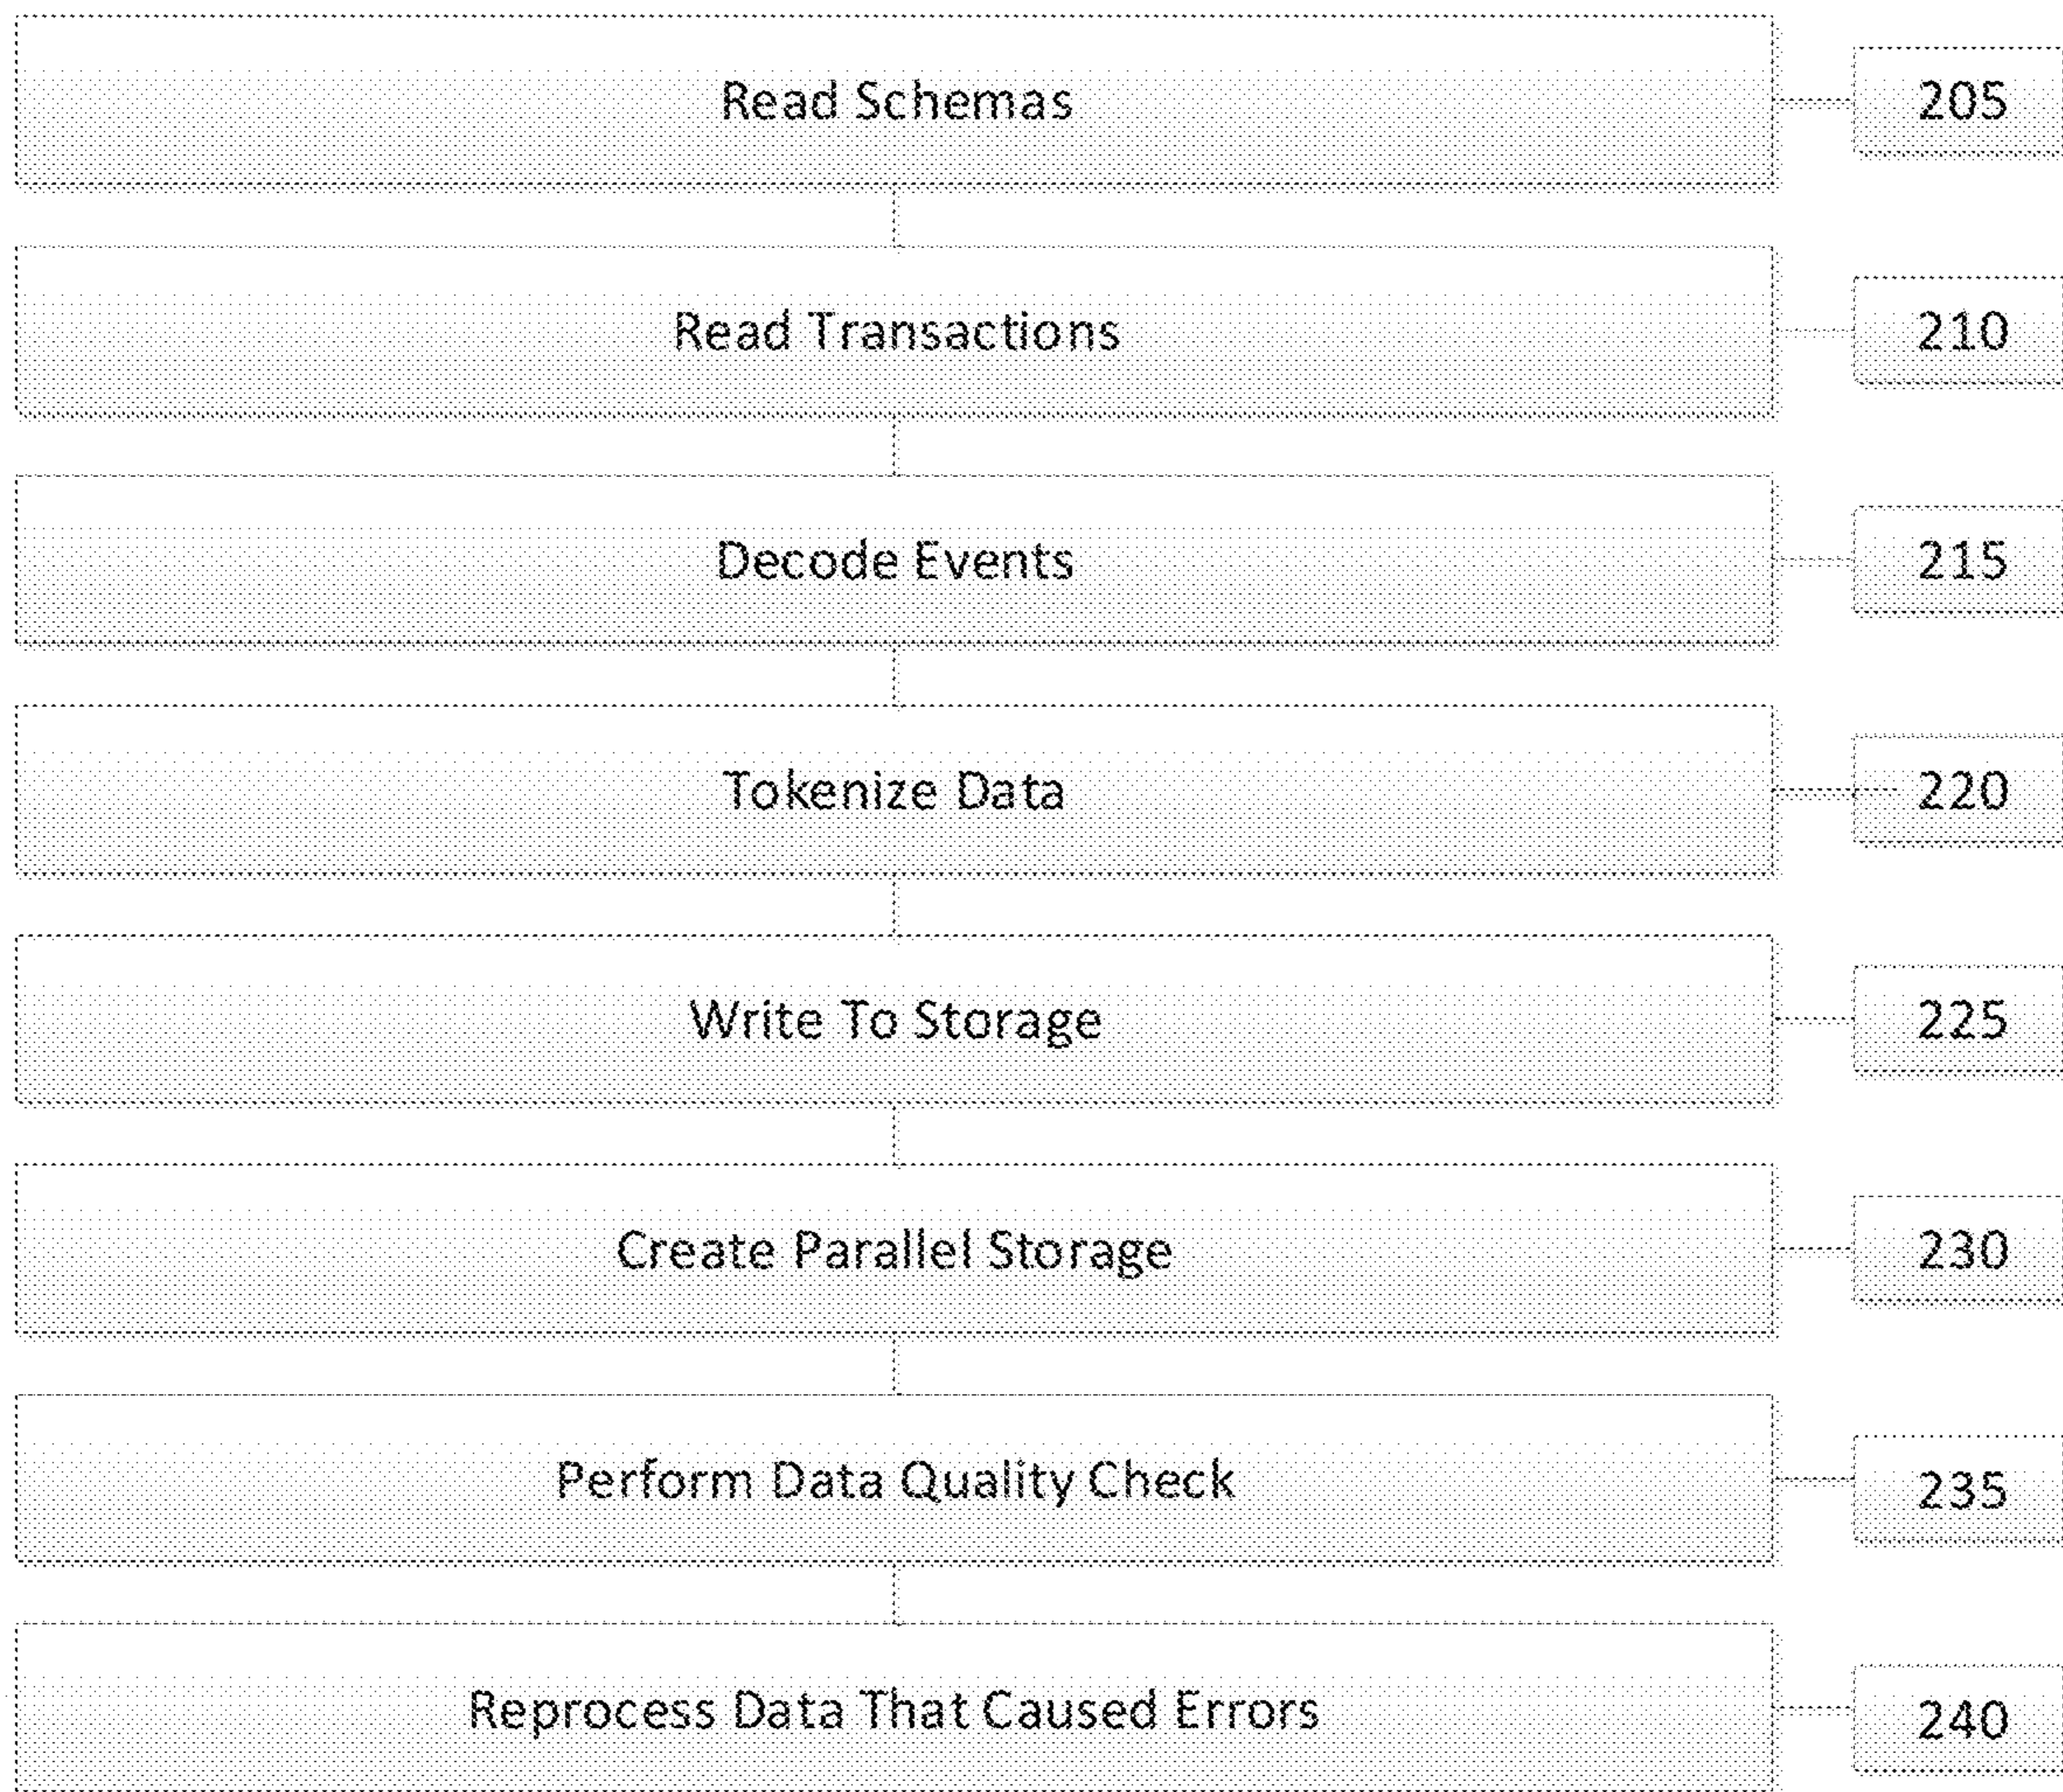 Read Schemas 205
Read Transactions 210
Decode Events 215
Tokenize Data 220
Write To Storage 225
Create Parallel Storage 230
Perform Data Quality Check 235
Reprocess Data That Caused Errors 240